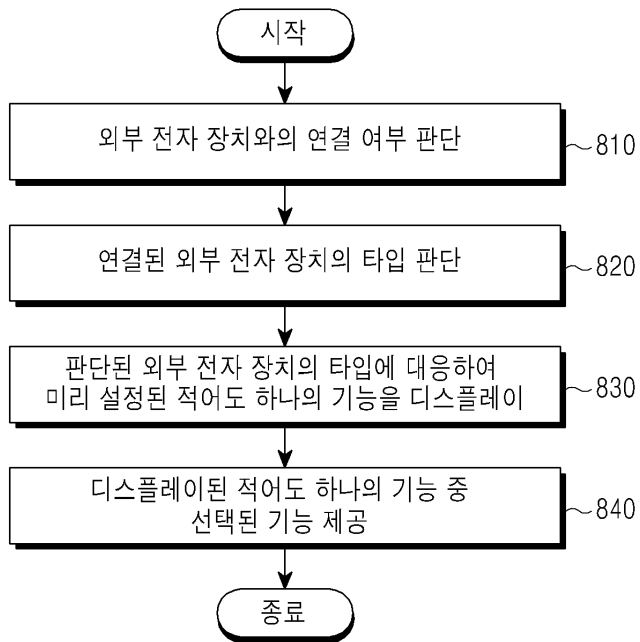 시작
외부 전자 장치와의 연결 여부 판단
810
연결된 외부 전자 장치의 타입 판단
820
판단된 외부 전자 장치의 타입에 대응하여
미리 설정된 적어도 하나의 기능을 디스플레이
830
디스플레이된 적어도 하나의 기능 중
선택된 기능 제공
840
종료